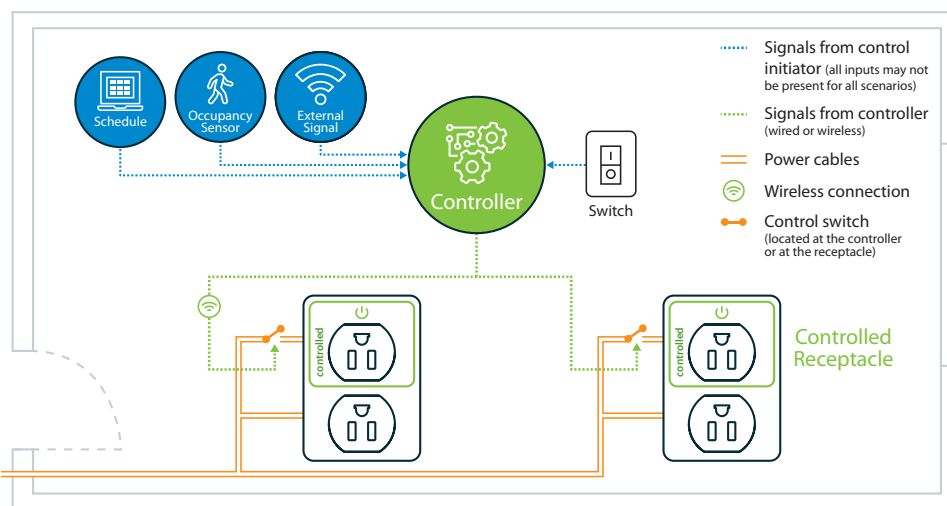 Schedule
Occupancy
Sensor
External
Signal
Controller
Switch
Signals from control
initiator (all inputs may not
be present for all scenarios)
Signals from controller
(wired or wireless)
Power cables
Wireless connection
Control switch
(located at the controller
or at the receptacle)
controlled
controlled
Controlled
Receptacle